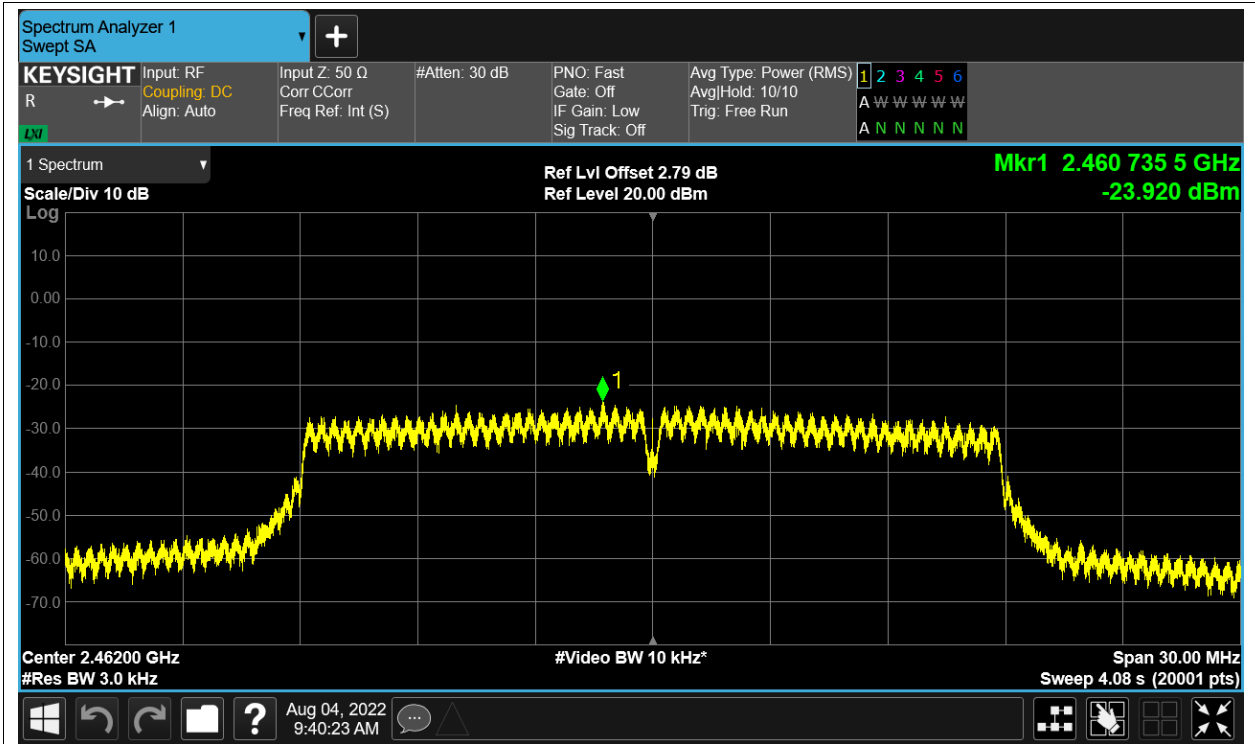 Spectrum Analyzer 1
Swept SA
+
KEYSIGHT
R
LXI
Input: RF
Coupling: DC
Align: Auto
Input Z: 50 Ω
Corr CCorr
Freq Ref: Int (S)
#Atten: 30 dB
PNO: Fast
Gate: Off
IF Gain: Low
Sig Track: Off
Avg Type: Power (RMS)
Avg|Hold: 10/10
Trig: Free Run
1 2 3 4 5 6
A W W W W W
A N N N N N
1 Spectrum
Scale/Div 10 dB
Log
Ref Lvl Offset 2.79 dB
Ref Level 20.00 dBm
Mkr1 2.460 735 5 GHz
-23.920 dBm
10.0
0.00
-10.0
-20.0
-30.0
-40.0
-50.0
-60.0
-70.0
1
Center 2.46200 GHz
#Res BW 3.0 kHz
#Video BW 10 kHz*
Span 30.00 MHz
Sweep 4.08 s (20001 pts)
?
Aug 04, 2022
9:40:23 AM